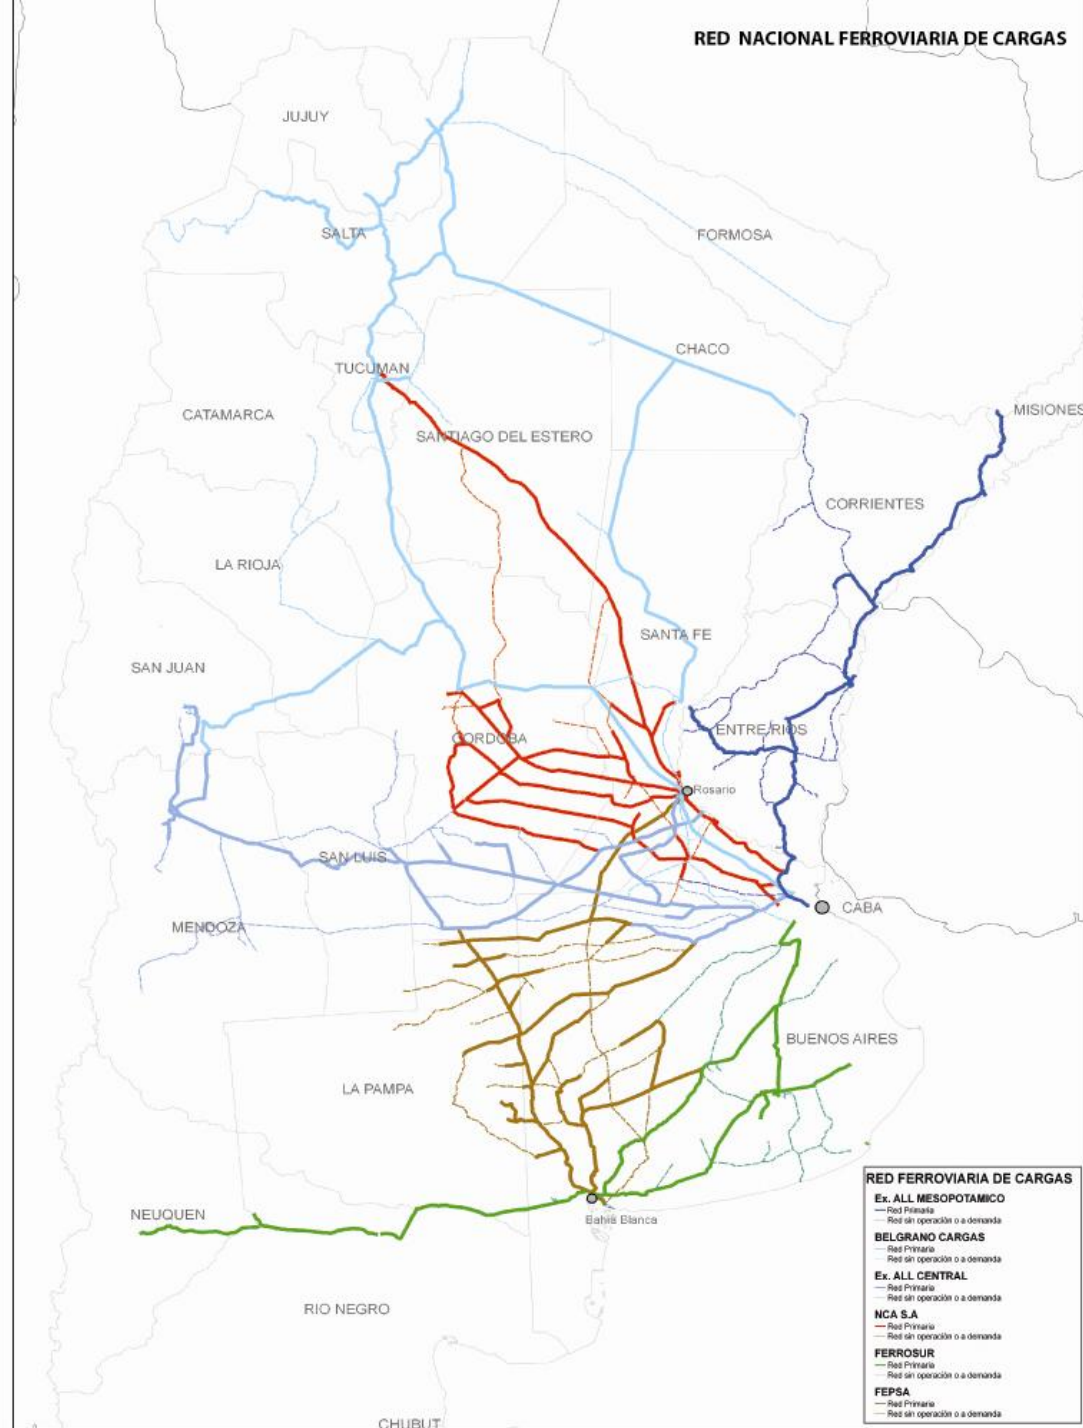 RED NACIONAL FERROVIARIA DE CARGAS
JUJUY
SALTA
FORMOSA
CHACO
TUCUMAN
CATAMARCA
MISIONES
SANTIAGO DEL ESTERO
CORRIENTES
LA RIOJA
SANTA FE
SAN JUAN
ENTRE RIOS
CORDOBA
Rosario
SAN LUIS
CABA
MENDOZA
BUENOS AIRES
LA PAMPA
NEUQUEN
Bahia Blanca
RIO NEGRO
CHUBUT
RED FERROVIARIA DE CARGAS
Ex. ALL MESOPOTAMICO
Red Primaria
Red sin operación o a demanda
BELGRANO CARGAS
Red Primaria
Red sin operación o a demanda
Ex. ALL CENTRAL
Red Primaria
Red sin operación o a demanda
NCA S.A
Red Primaria
Red sin operación o a demanda
FERROSUR
Red Primaria
Red sin operación o a demanda
FEPSA
Red Primaria
Red sin operación o a demanda